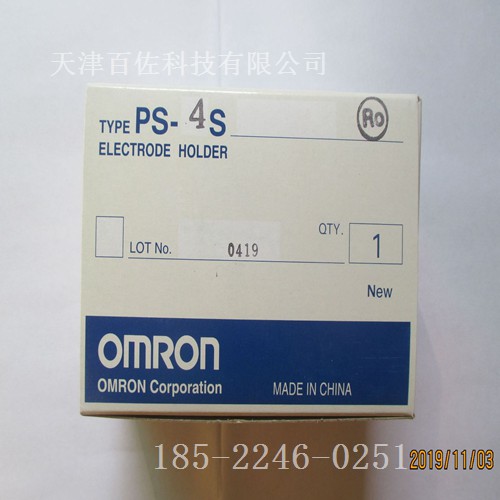 天津百佐科技有限公司
TYPE PS-4S
Ro
ELECTRODE HOLDER
LOT No. 0419
QTY. 1
New
OMRON
OMRON Corporation
MADE IN CHINA
185-2246-0251
2019/11/03